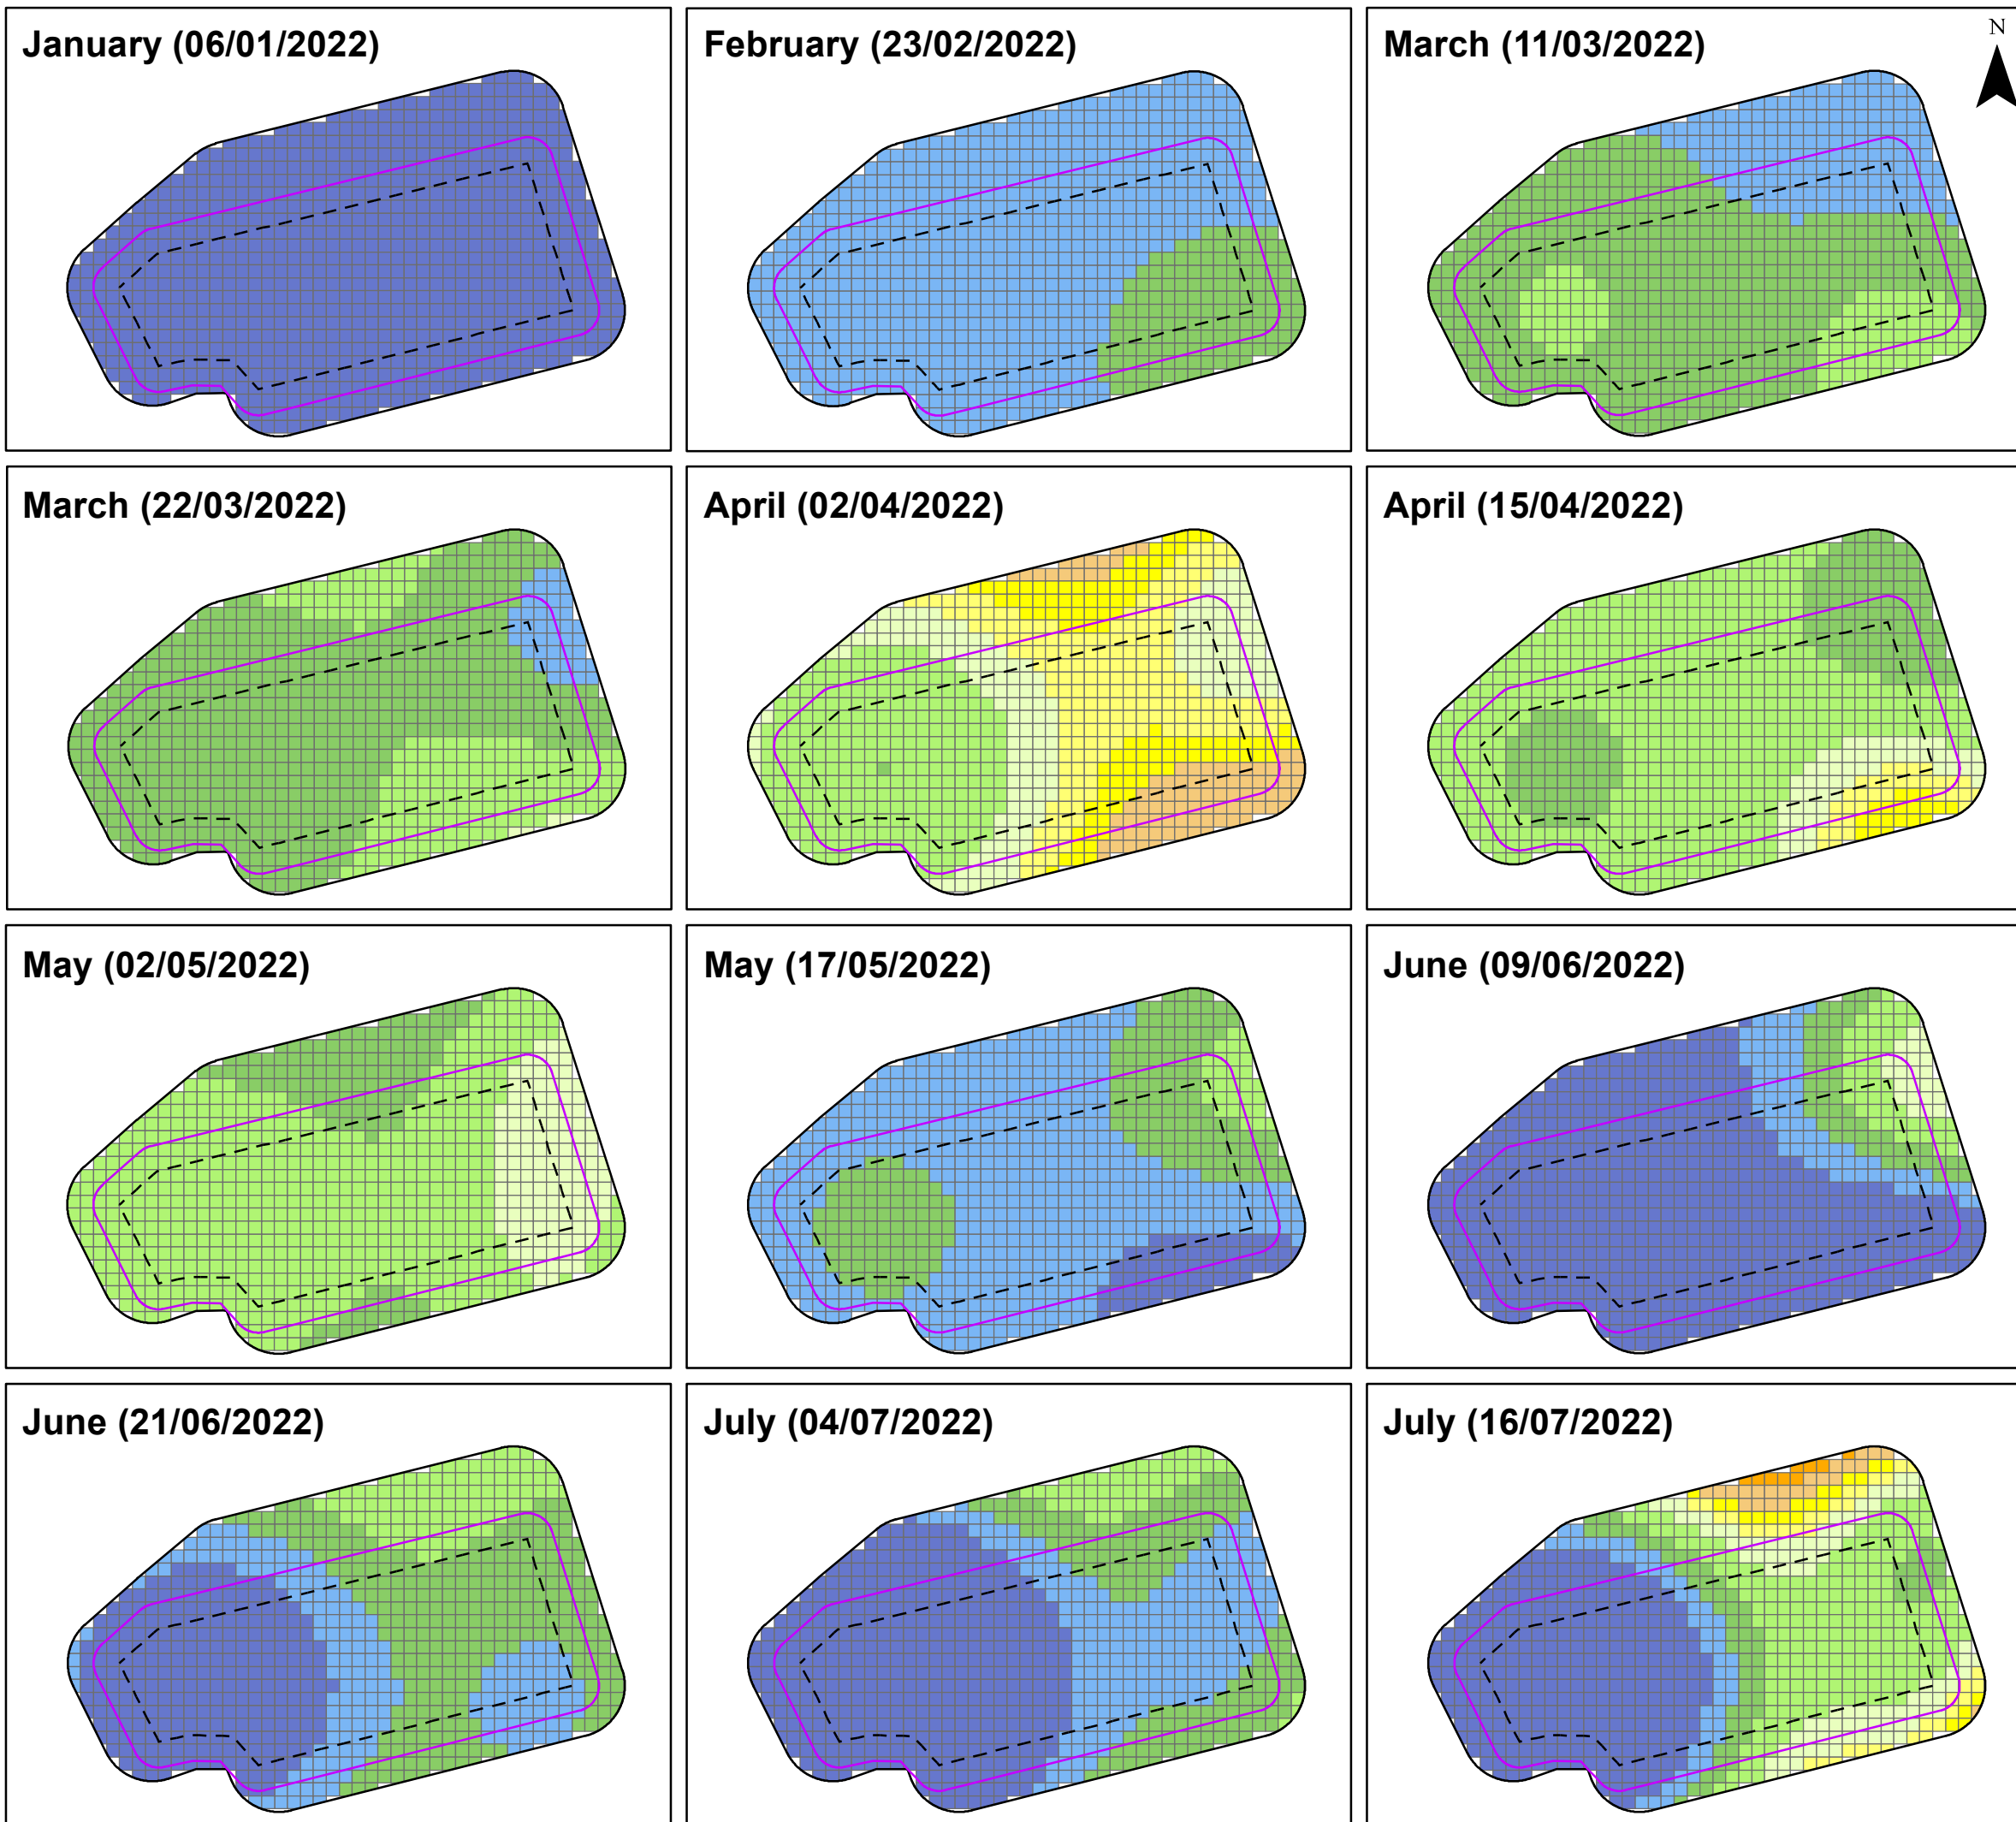 January (06/01/2022)
February (23/02/2022)
March (11/03/2022)
N
March (22/03/2022)
April (02/04/2022)
April (15/04/2022)
May (02/05/2022)
May (17/05/2022)
June (09/06/2022)
June (21/06/2022)
July (04/07/2022)
July (16/07/2022)